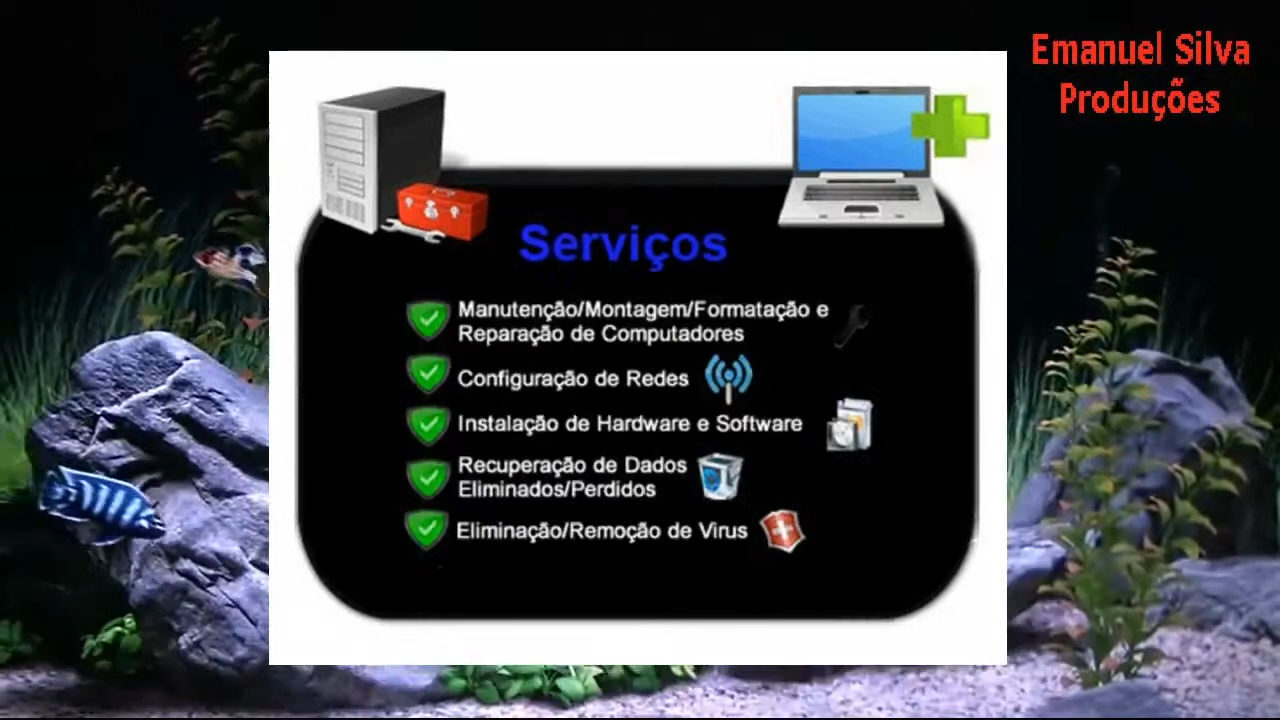 Emanuel Silva
Produções
Serviços
Manutenção/Montagem/Formatação e
Reparação de Computadores
Configuração de Redes
Instalação de Hardware e Software
Recuperação de Dados
Eliminados/Perdidos
Eliminação/Remoção de Virus